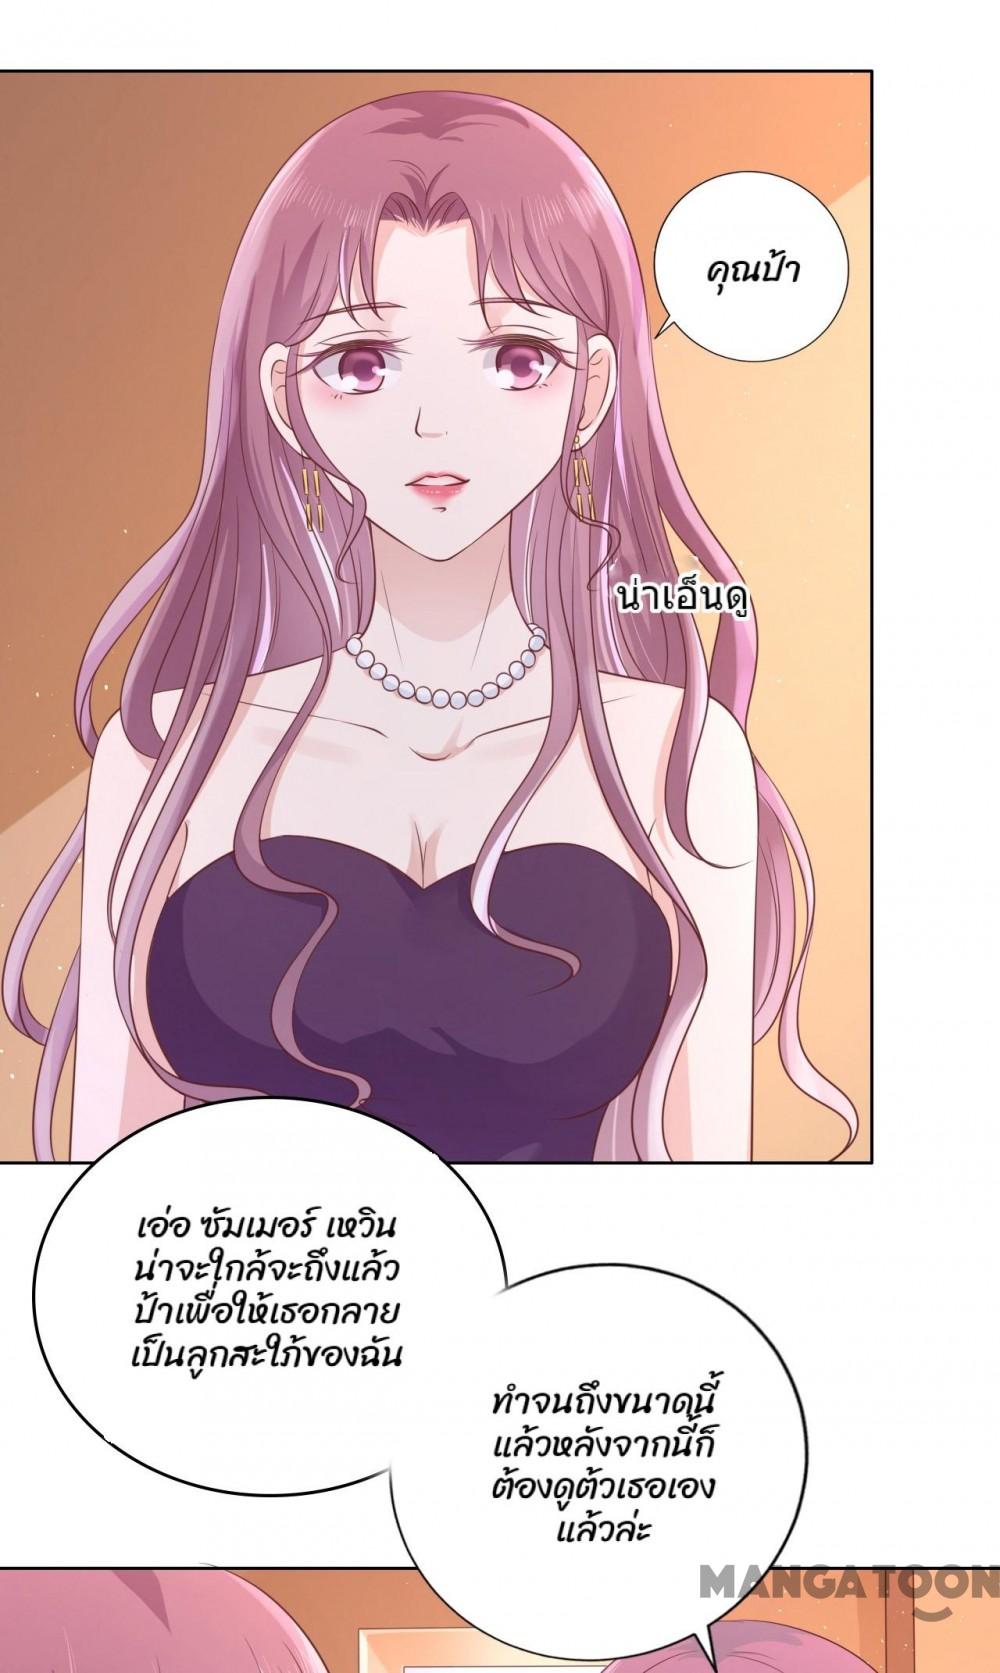 คุณป้า
น่าเอ็นดู
เอ่อ ซัมเมอร์ เหวิน
น่าจะใกล้จะถึงแล้ว
ป้าเพื่อให้เธอกลาย
เป็นลูกสะใภ้ของฉัน
ทำจนถึงขนาดนี้
แล้วหลังจากนี้ก็
ต้องดูตัวเธอเอง
แล้วล่ะ
MANGATOON